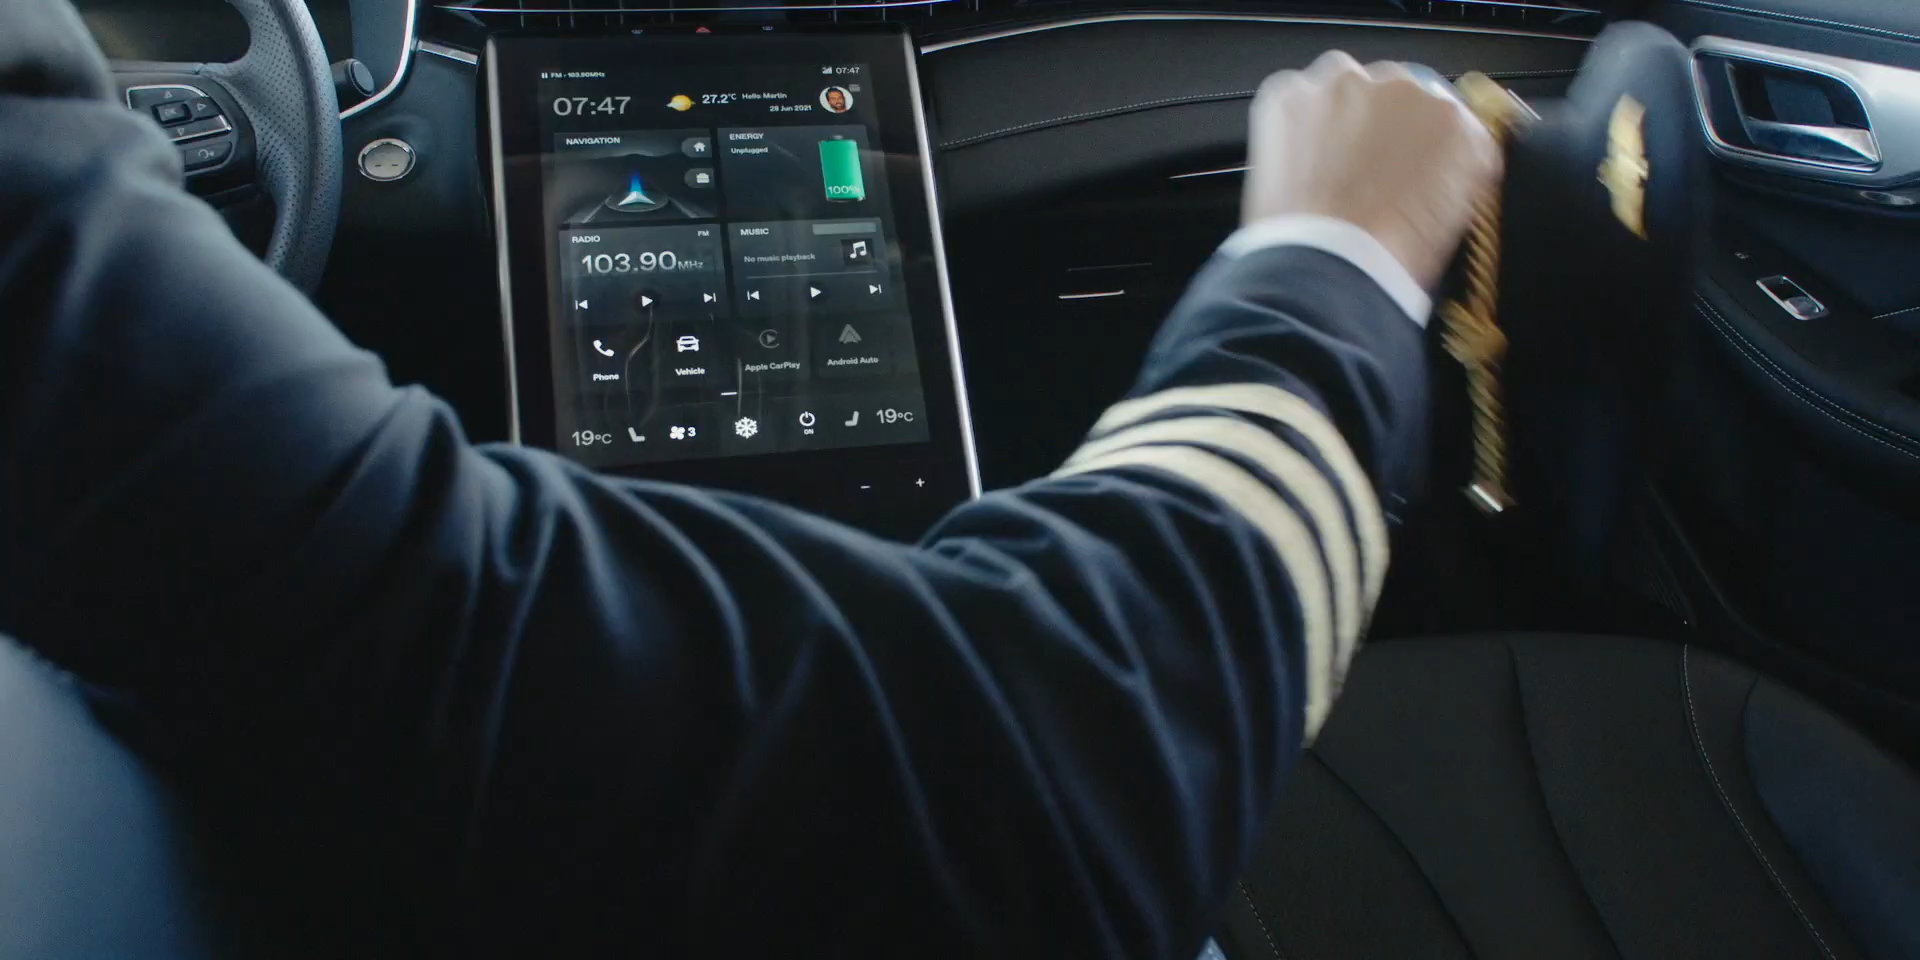 FM - 103.90MHz
07:47
07:47
27.2°C
Hello Martin
28 Jun 2021
NAVIGATION
ENERGY
Unplugged
100%
RADIO
FM
103.90MHz
MUSIC
No music playback
Phone
Vehicle
Apple CarPlay
Android Auto
19°C
3
ON
19°C
- +